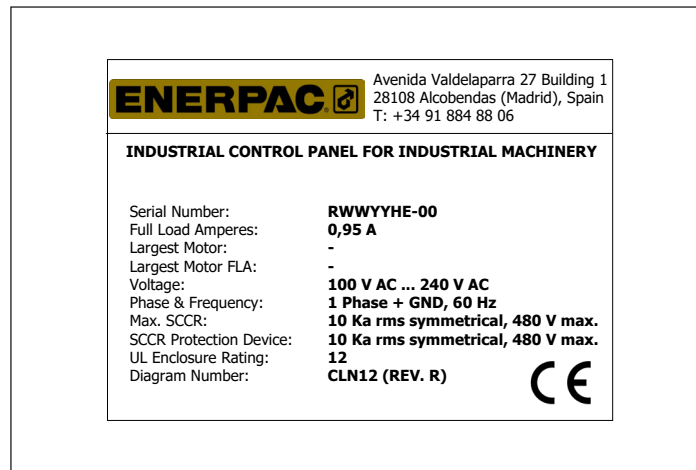 ENERPAC
Avenida Valdelaparra 27 Building 1
28108 Alcobendas (Madrid), Spain
T: +34 91 884 88 06
INDUSTRIAL CONTROL PANEL FOR INDUSTRIAL MACHINERY
Serial Number: RWWYYHE-00
Full Load Amperes: 0,95 A
Largest Motor: -
Largest Motor FLA: -
Voltage: 100 V AC ... 240 V AC
Phase & Frequency: 1 Phase + GND, 60 Hz
Max. SCCR: 10 Ka rms symmetrical, 480 V max.
SCCR Protection Device: 10 Ka rms symmetrical, 480 V max.
UL Enclosure Rating: 12
Diagram Number: CLN12 (REV. R)
CE